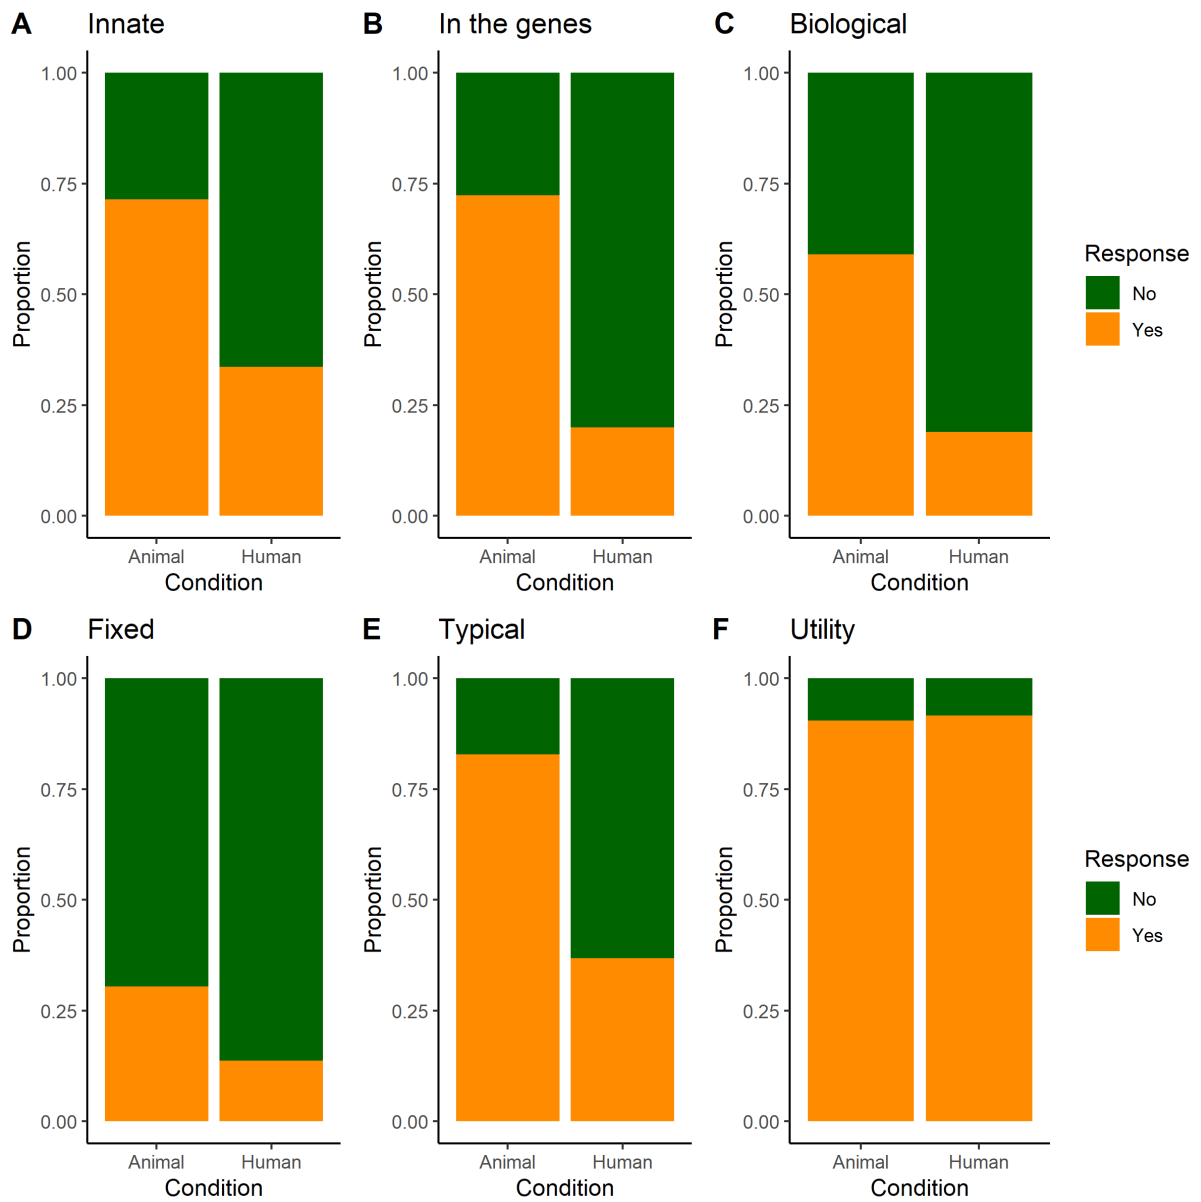 A Innate
1.00
0.75
0.50
0.25
0.00
Proportion
Animal Human
Condition
B In the genes
1.00
0.75
0.50
0.25
0.00
Proportion
Animal Human
Condition
C Biological
1.00
0.75
0.50
0.25
0.00
Proportion
Animal Human
Condition
Response
No
Yes
D Fixed
1.00
0.75
0.50
0.25
0.00
Proportion
Animal Human
Condition
E Typical
1.00
0.75
0.50
0.25
0.00
Proportion
Animal Human
Condition
F Utility
1.00
0.75
0.50
0.25
0.00
Proportion
Animal Human
Condition
Response
No
Yes